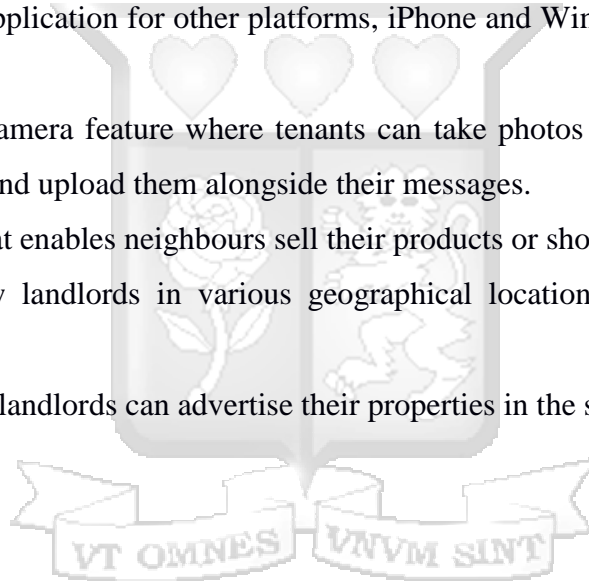 pplication for other platforms, iPhone and Win
amera feature where tenants can take photos
nd upload them alongside their messages.
at enables neighbours sell their products or sho
y landlords in various geographical location
landlords can advertise their properties in the s
VT OMNES VNVM SINT